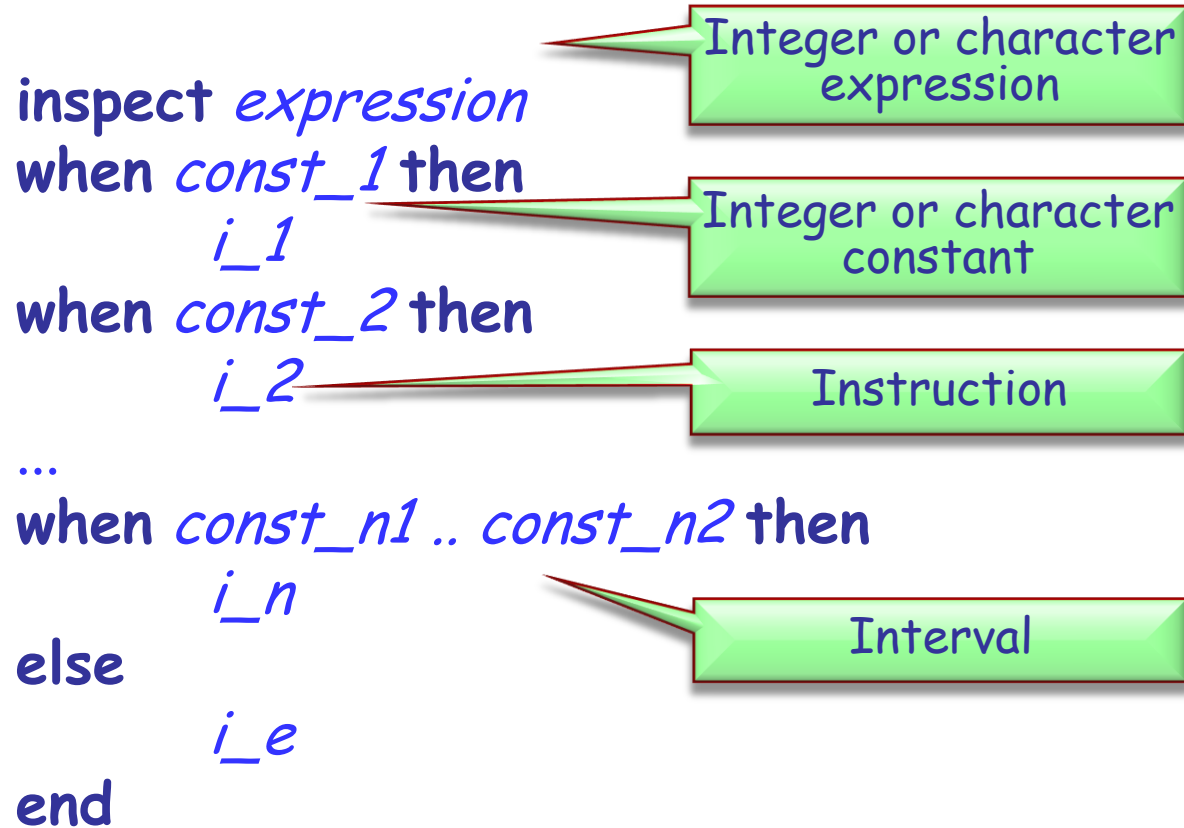 Integer or character
expression
inspect expression
when const_1 then
Integer or character
constant
i_1
when const_2 then
i_2
Instruction
...
when const_n1 .. const_n2 then
i_n
Interval
else
i_e
end